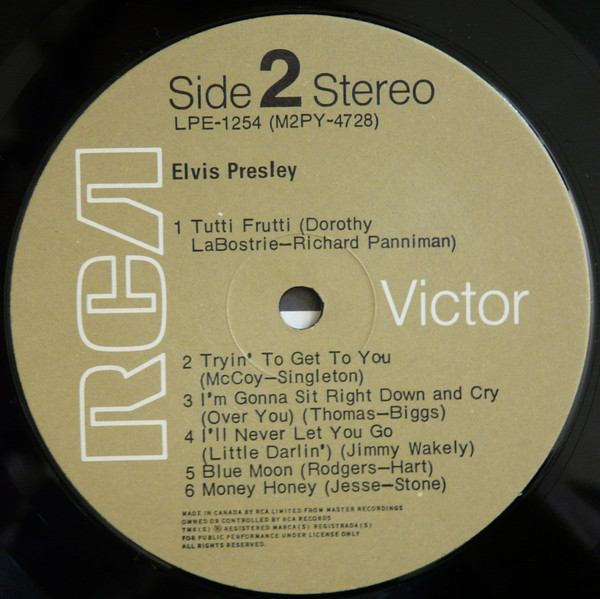 Side 2 Stereo
LPE-1254 (M2PY-4728)
Elvis Presley
RCA
1 Tutti Frutti (Dorothy
LaBostrie—Richard Panniman)
Victor
2 Tryin' To Get To You
(McCoy—Singleton)
3 I'm Gonna Sit Right Down and Cry
(Over You) (Thomas—Biggs)
4 I'll Never Let You Go
(Little Darlin') (Jimmy Wakely)
5 Blue Moon (Rodgers—Hart)
6 Money Honey (Jesse—Stone)
MADE IN CANADA BY RCA LIMITED FROM MASTER RECORDINGS
OWNED OR CONTROLLED BY RCA RECORDS
TMK(S) ® REGISTERED MARCA(S) REGISTRADA(S)
FOR PUBLIC PERFORMANCE UNDER LICENSE ONLY
ALL RIGHTS RESERVED.